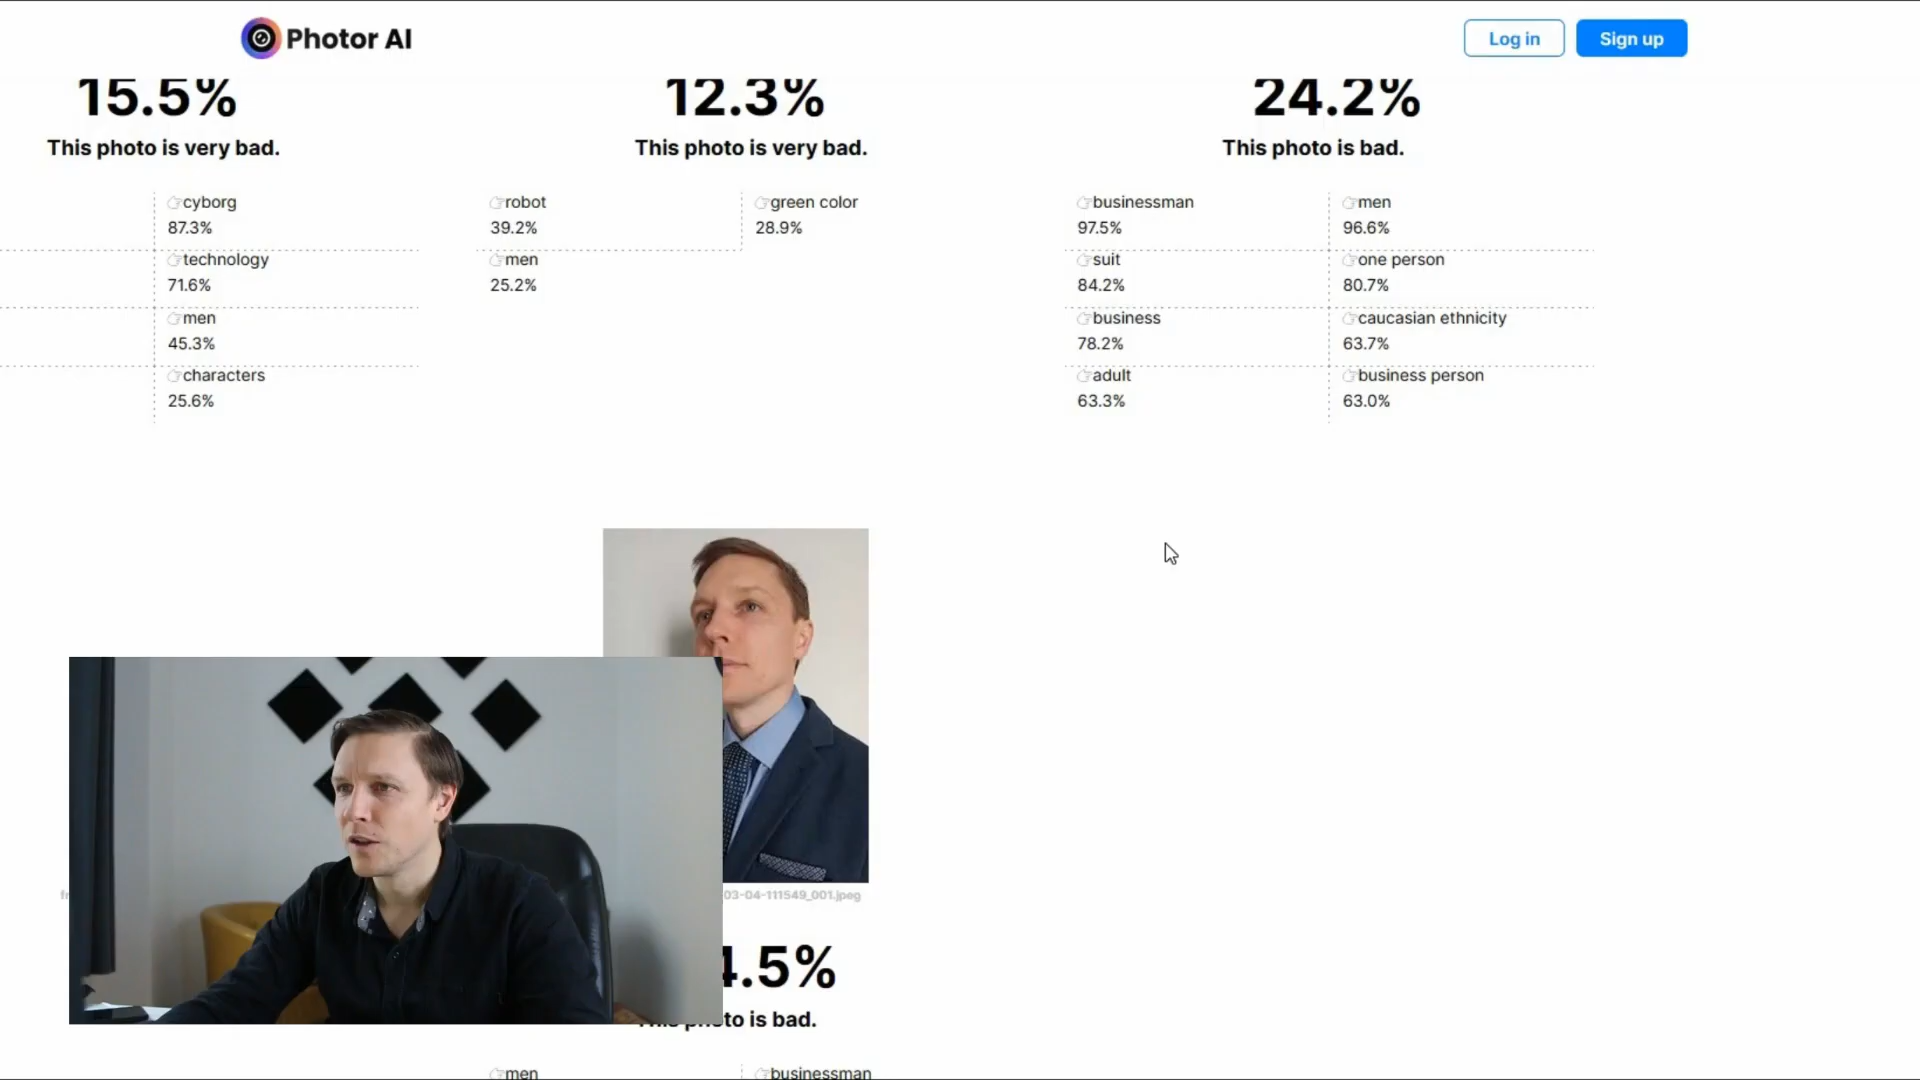 Photor AI
Log in
Sign up
15.5%
This photo is very bad.
cyborg
87.3%
technology
71.6%
men
45.3%
characters
25.6%
12.3%
This photo is very bad.
robot
39.2%
green color
28.9%
men
25.2%
24.2%
This photo is bad.
businessman
97.5%
men
96.6%
suit
84.2%
one person
80.7%
business
78.2%
caucasian ethnicity
63.7%
adult
63.3%
business person
63.0%
03-04-111549_001.jpeg
4.5%
This photo is bad.
men
businessman